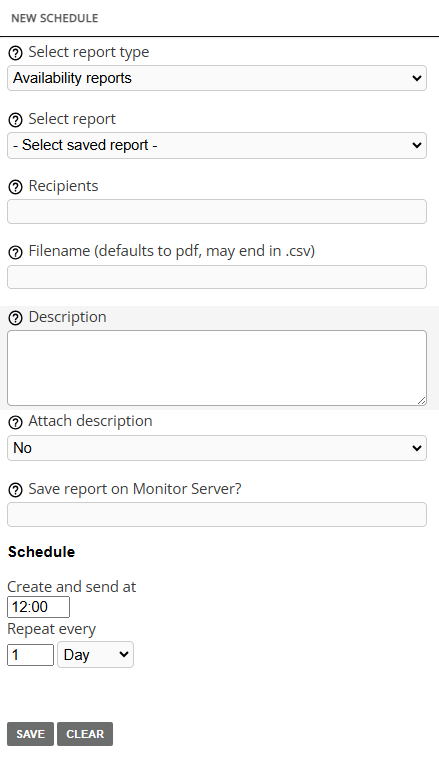 NEW SCHEDULE
Select report type
Availability reports
Select report
- Select saved report -
Recipients
Filename (defaults to pdf, may end in .csv)
Description
Attach description
No
Save report on Monitor Server?
Schedule
Create and send at
12:00
Repeat every
1 Day
SAVE CLEAR